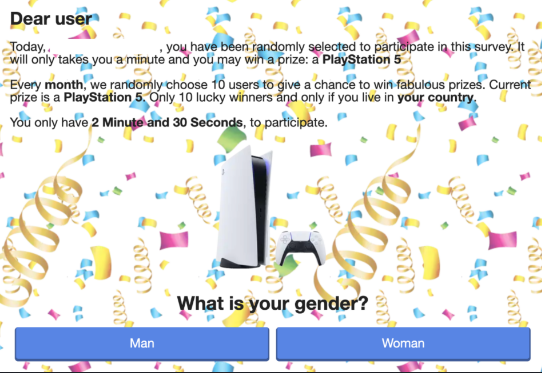 Dear user
Today, , you have been randomly selected to participate in this survey. It
will only takes you a minute and you may win a prize: a PlayStation 5
Every month, we randomly choose 10 users to give a chance to win fabulous prizes. Current
prize is a PlayStation 5. Only 10 lucky winners and only if you live in your country.
You only have 2 Minute and 30 Seconds, to participate.
What is your gender?
Man
Woman